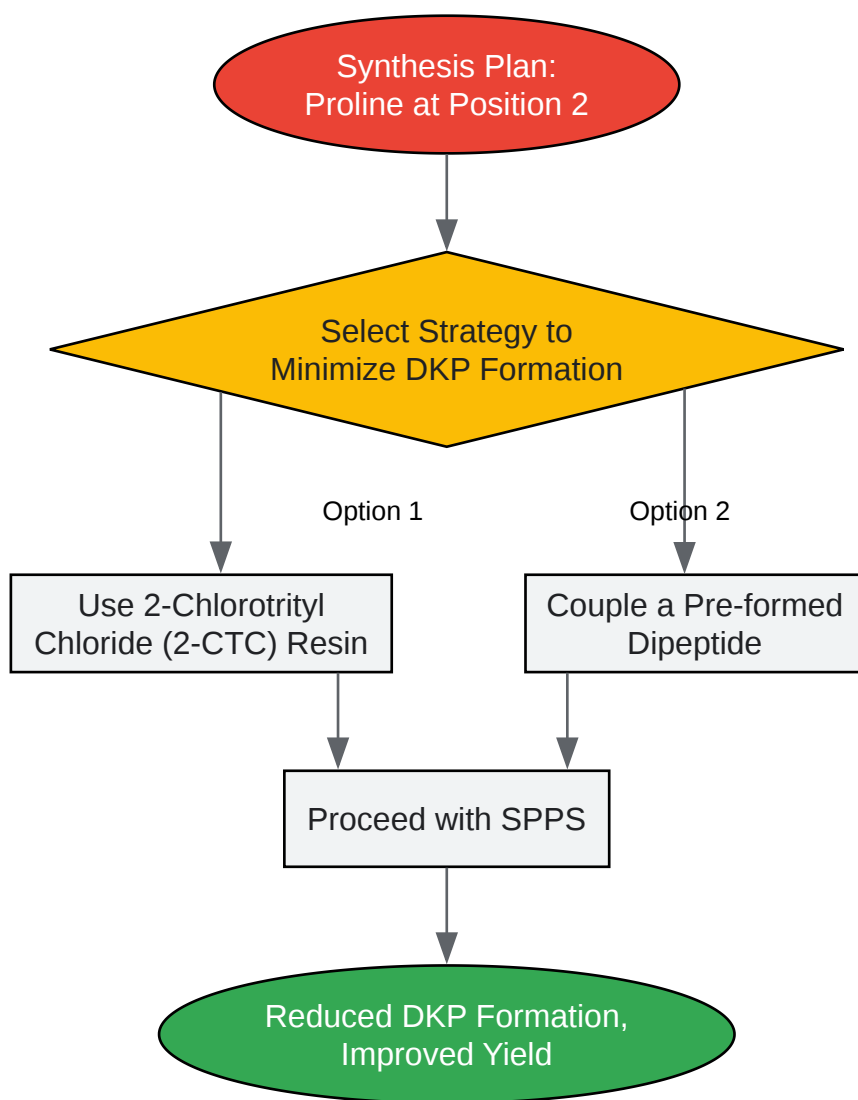 Synthesis Plan:
Proline at Position 2
Select Strategy to
Minimize DKP Formation
Option 1
Option 2
Use 2-Chlorotrityl
Chloride (2-CTC) Resin
Couple a Pre-formed
Dipeptide
Proceed with SPPS
Reduced DKP Formation,
Improved Yield